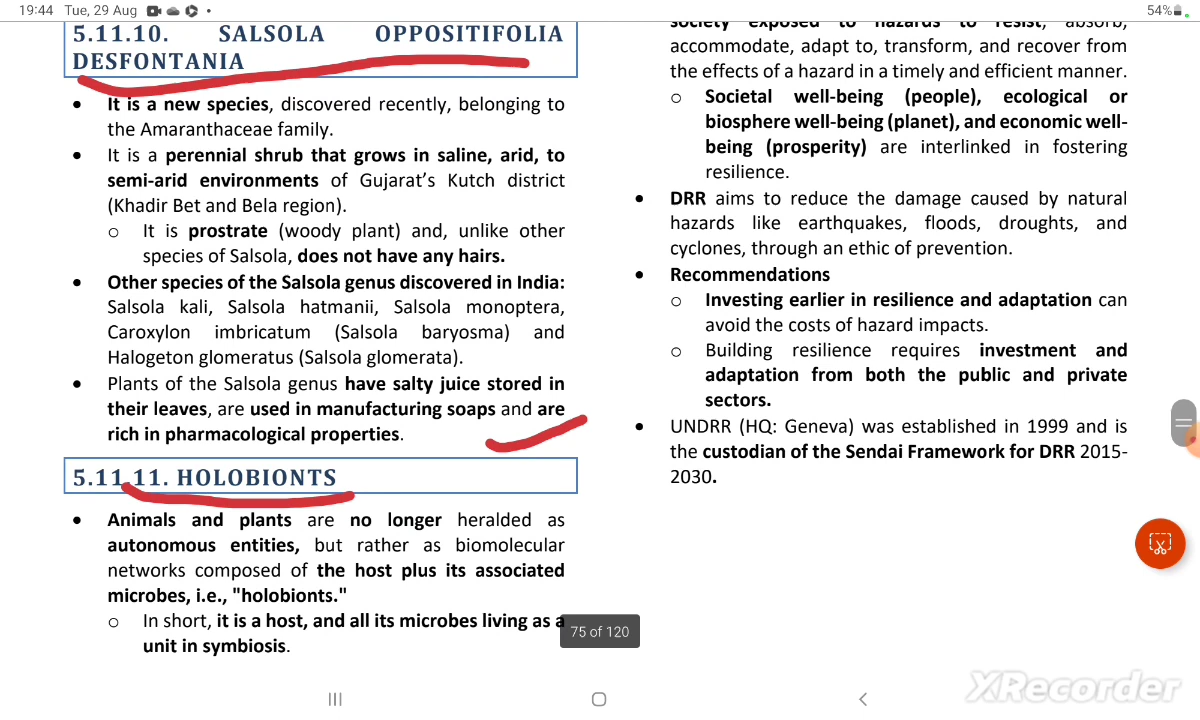 19:44 Tue, 29 Aug
54%
5.11.10. SALSOLA OPPOSITIFOLIA
DESFONTANIA
• It is a new species, discovered recently, belonging to
the Amaranthaceae family.
• It is a perennial shrub that grows in saline, arid, to
semi-arid environments of Gujarat’s Kutch district
(Khadir Bet and Bela region).
o It is prostrate (woody plant) and, unlike other
species of Salsola, does not have any hairs.
• Other species of the Salsola genus discovered in India:
Salsola kali, Salsola hatmanii, Salsola monoptera,
Caroxylon imbricatum (Salsola baryosma) and
Halogeton glomeratus (Salsola glomerata).
• Plants of the Salsola genus have salty juice stored in
their leaves, are used in manufacturing soaps and are
rich in pharmacological properties.
5.11.11. HOLOBIONTS
• Animals and plants are no longer heralded as
autonomous entities, but rather as biomolecular
networks composed of the host plus its associated
microbes, i.e., "holobionts."
o In short, it is a host, and all its microbes living as a
unit in symbiosis.
society exposed to hazards to resist, absorb,
accommodate, adapt to, transform, and recover from
the effects of a hazard in a timely and efficient manner.
o Societal well-being (people), ecological or
biosphere well-being (planet), and economic well-
being (prosperity) are interlinked in fostering
resilience.
• DRR aims to reduce the damage caused by natural
hazards like earthquakes, floods, droughts, and
cyclones, through an ethic of prevention.
• Recommendations
o Investing earlier in resilience and adaptation can
avoid the costs of hazard impacts.
o Building resilience requires investment and
adaptation from both the public and private
sectors.
• UNDRR (HQ: Geneva) was established in 1999 and is
the custodian of the Sendai Framework for DRR 2015-
2030.
75 of 120
XRecorder